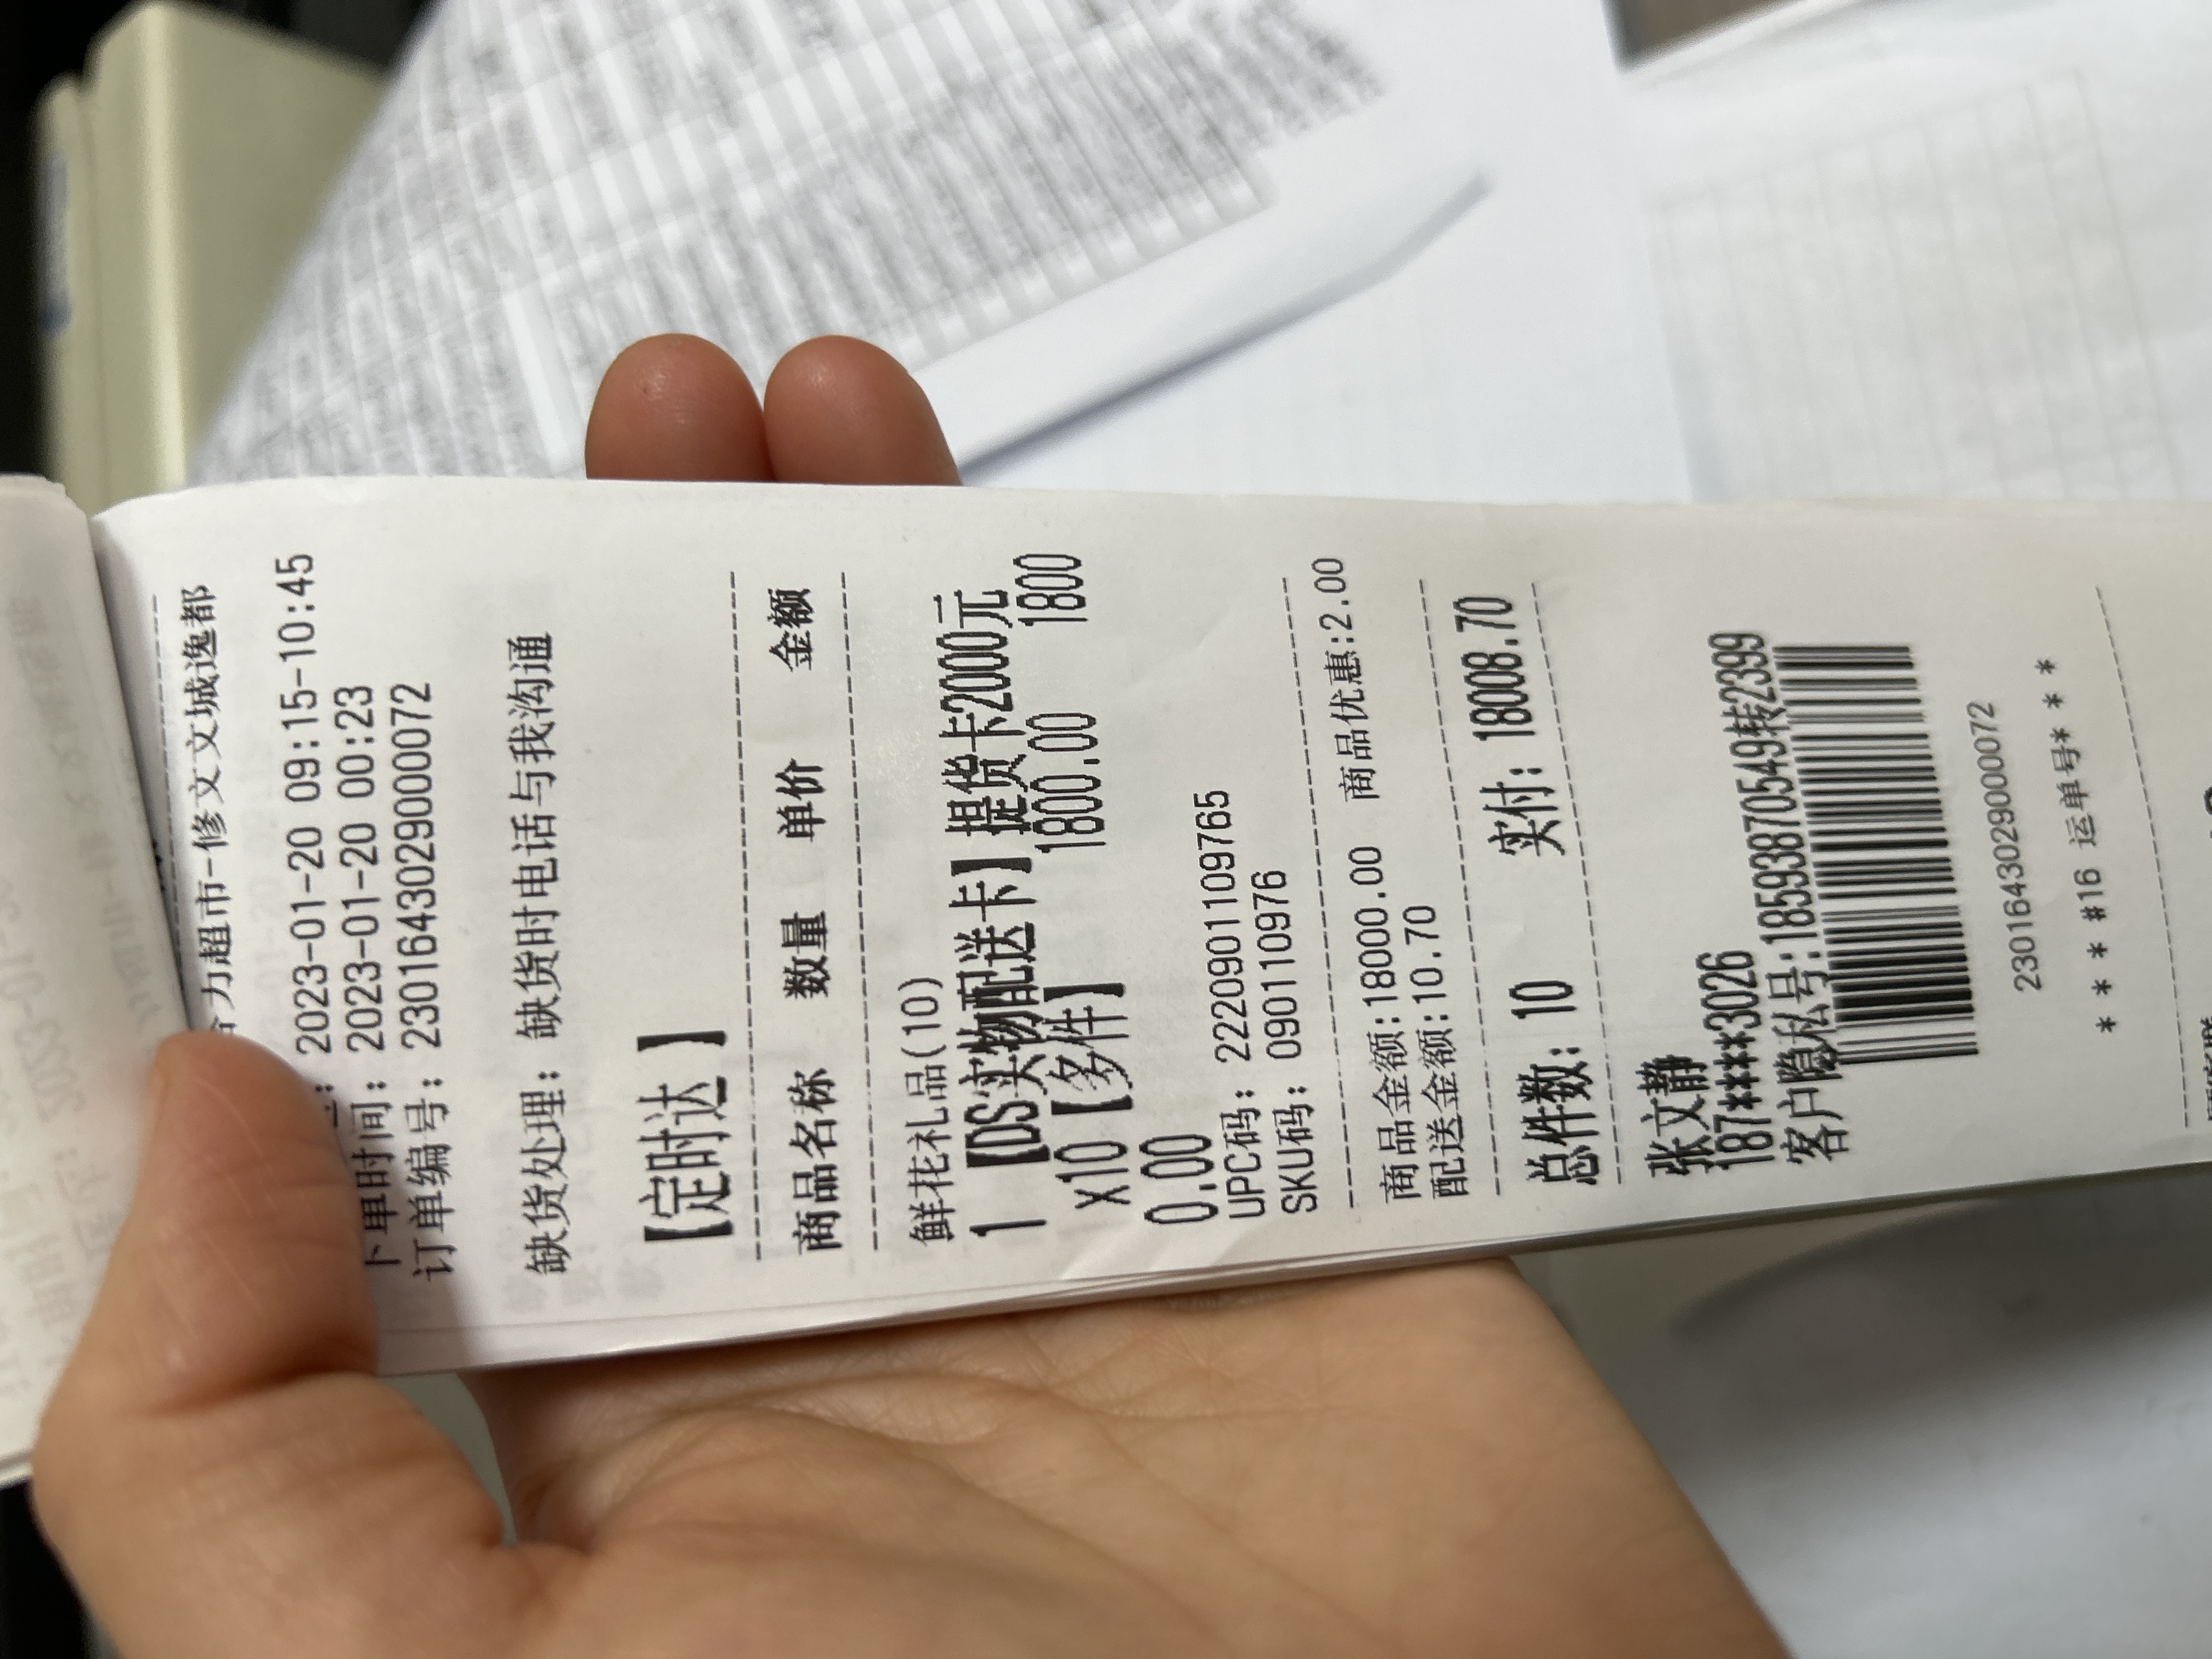 合力超市-修文文城逸都
2023-01-20 09:15-10:45
下单时间: 2023-01-20 00:23
订单编号: 2301643029000072
缺货处理: 缺货时电话与我沟通
【定时达 】
商品名称 数量 单价 金额
鲜花礼品(10)
1 【DS实物配送卡】提货卡2000元
x10【多件】 1800.00 1800
0.00
UPC码: 2220901109765
SKU码: 090110976
商品金额:18000.00 商品优惠:2.00
配送金额:10.70
总件数: 10 实付: 18008.70
张文静
187****3026
客户隐私号:18593870549转2399
2301643029000072
* * * #16 运单号* * *